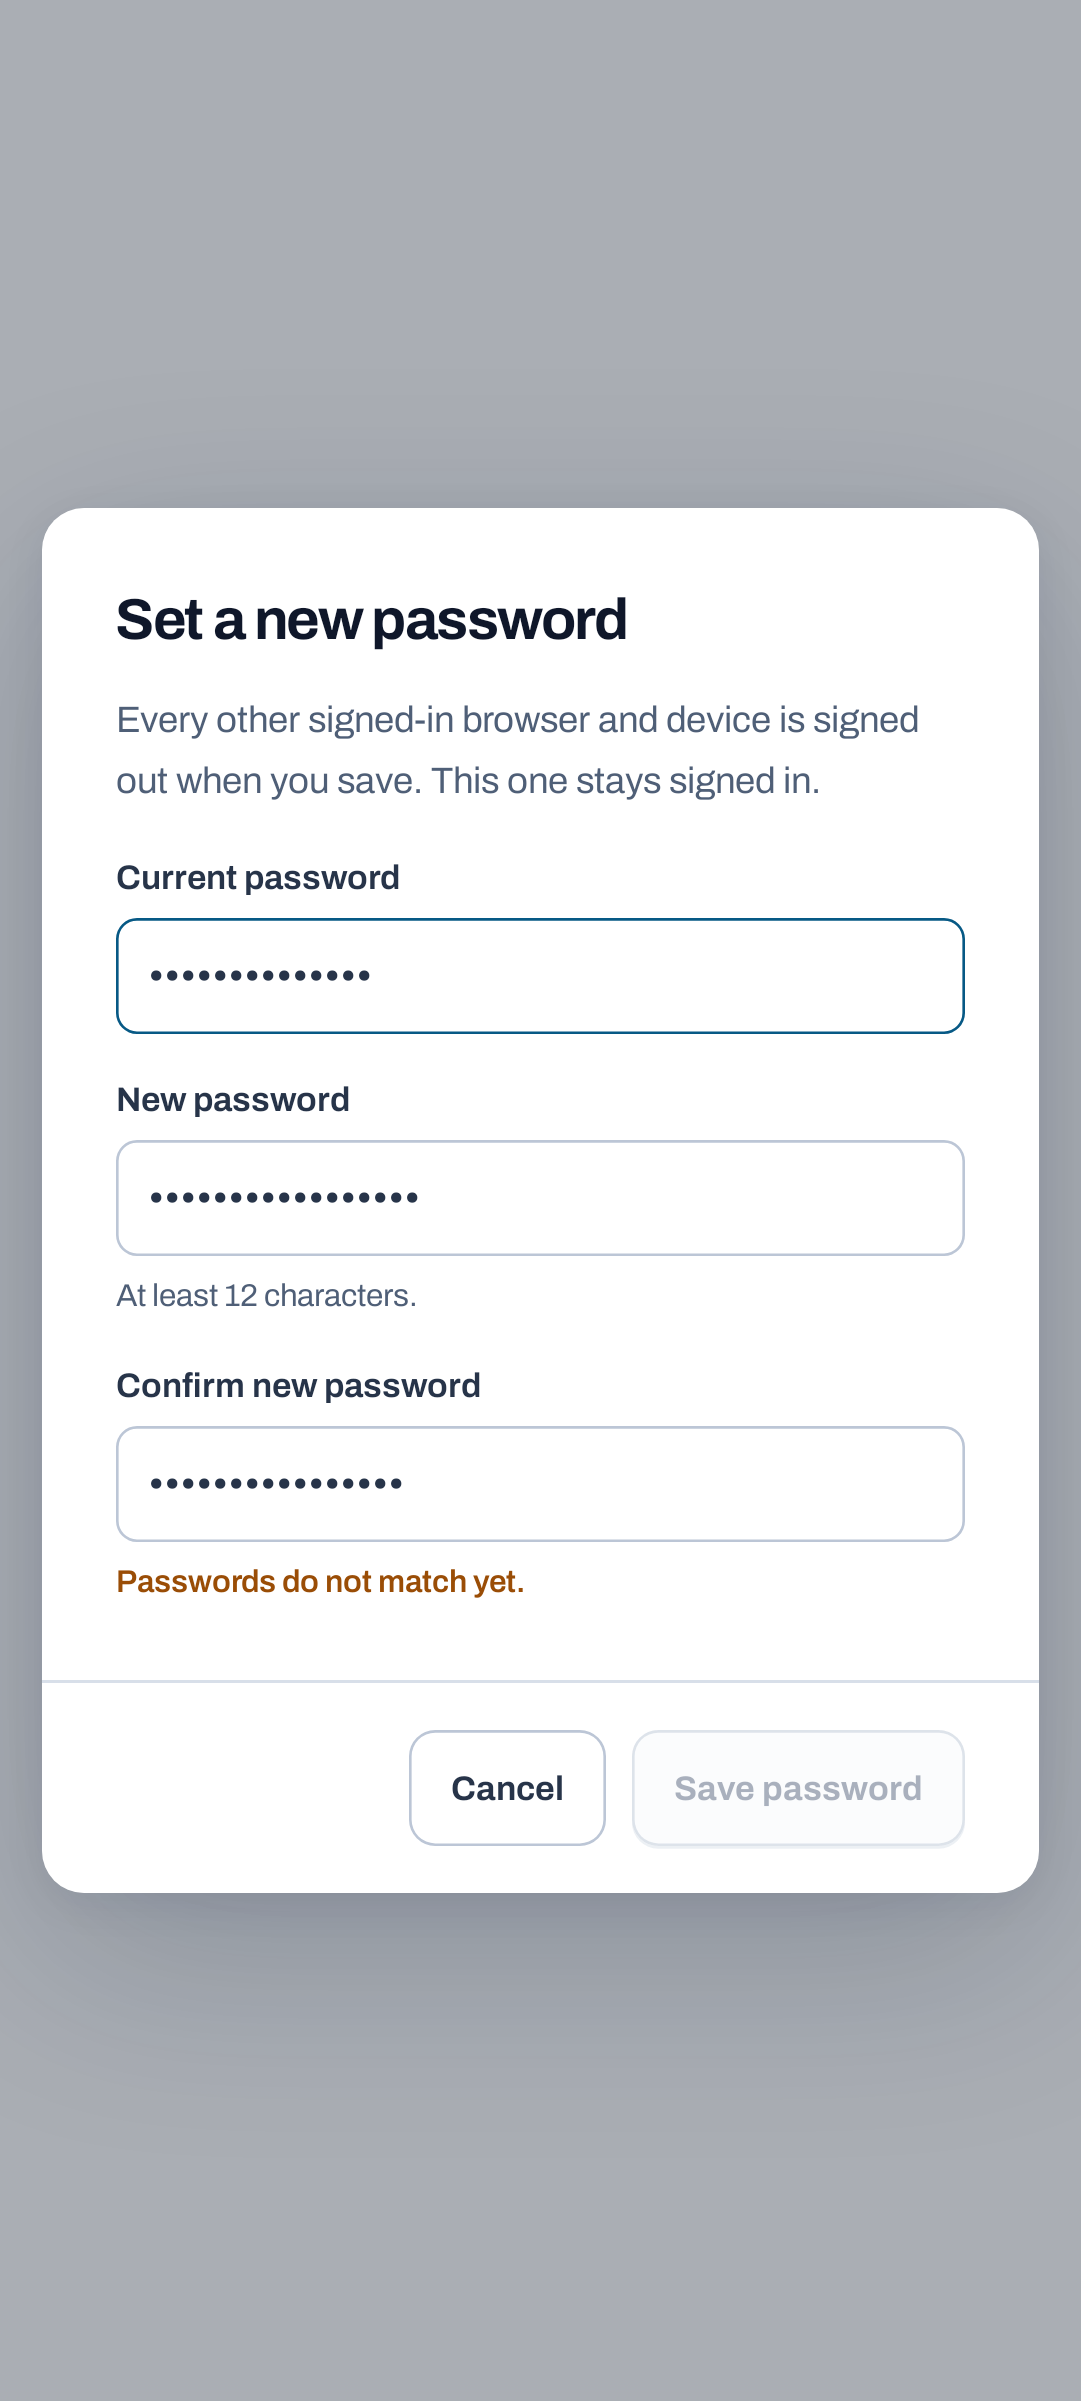 Set a new password
Every other signed-in browser and device is signed
out when you save. This one stays signed in.
Current password
••••••••••••••
New password
•••••••••••••••••
At least 12 characters.
Confirm new password
••••••••••••••••
Passwords do not match yet.
Cancel
Save password